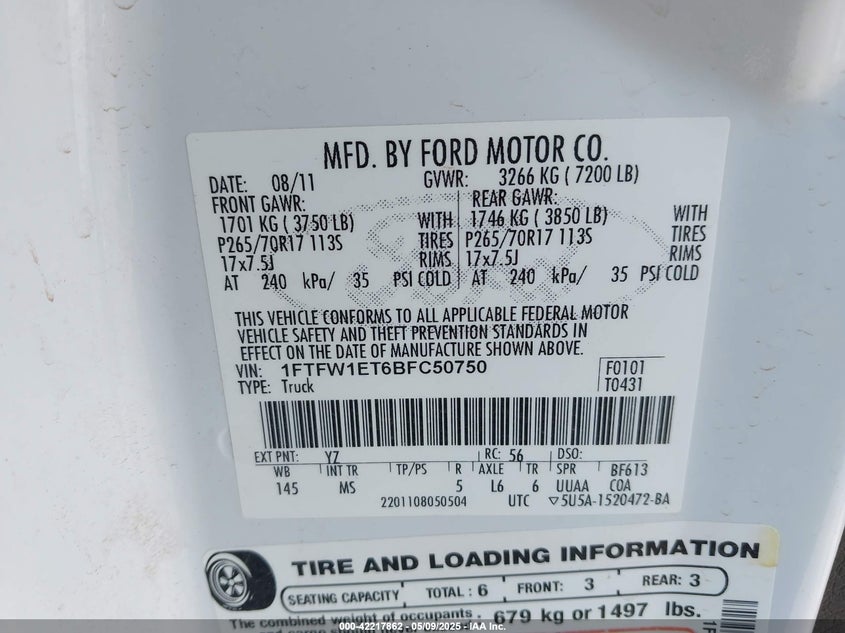 MFD. BY FORD MOTOR CO.
DATE: 08/11 GVWR: 3266 KG ( 7200 LB)
FRONT GAWR: REAR GAWR:
1701 KG ( 3750 LB) WITH 1746 KG ( 3850 LB) WITH
P265/70R17 113S TIRES P265/70R17 113S TIRES
17x7.5J RIMS 17x7.5J RIMS
AT 240 kPa/ 35 PSI COLD AT 240 kPa/ 35 PSI COLD
THIS VEHICLE CONFORMS TO ALL APPLICABLE FEDERAL MOTOR
VEHICLE SAFETY AND THEFT PREVENTION STANDARDS IN
EFFECT ON THE DATE OF MANUFACTURE SHOWN ABOVE.
VIN: 1FTFW1ET6BFC50750 F0101
TYPE: Truck T0431
EXT PNT: YZ RC: 56 DSO:
WB INT TR TP/PS R AXLE TR SPR BF613
145 MS 5 L6 6 UUAA COA
2201108050504 UTC ▽5U5A-1520472-BA
TIRE AND LOADING INFORMATION
SEATING CAPACITY TOTAL : 6 FRONT: 3 REAR: 3
The combined weight of occupants 679 kg or 1497 lbs.
000-42217862 - 05/09/2025 - IAA Inc.